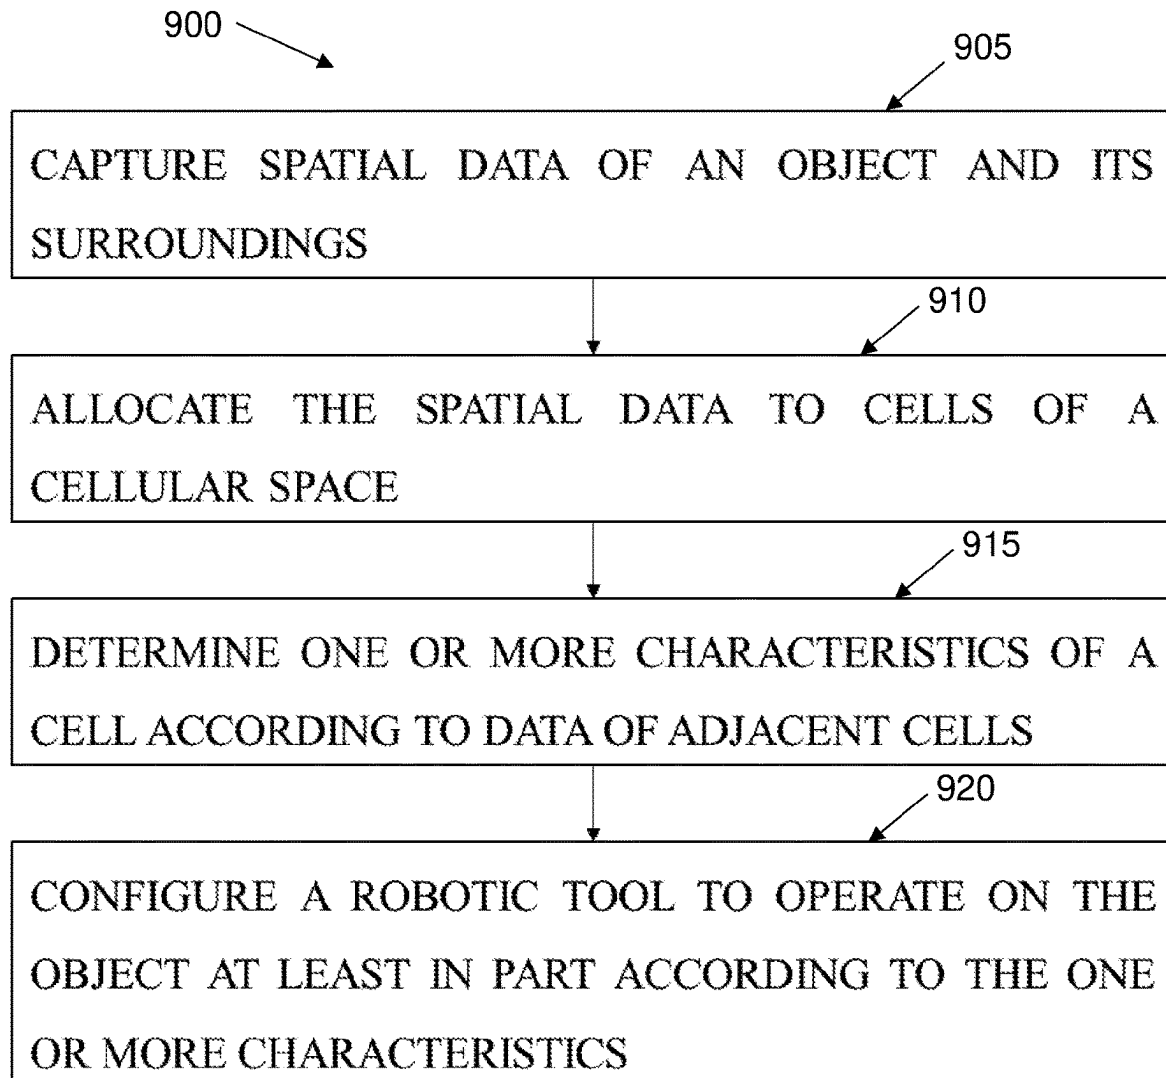 900
905
CAPTURE SPATIAL DATA OF AN OBJECT AND ITS
SURROUNDINGS
910
ALLOCATE THE SPATIAL DATA TO CELLS OF A
CELLULAR SPACE
915
DETERMINE ONE OR MORE CHARACTERISTICS OF A
CELL ACCORDING TO DATA OF ADJACENT CELLS
920
CONFIGURE A ROBOTIC TOOL TO OPERATE ON THE
OBJECT AT LEAST IN PART ACCORDING TO THE ONE
OR MORE CHARACTERISTICS